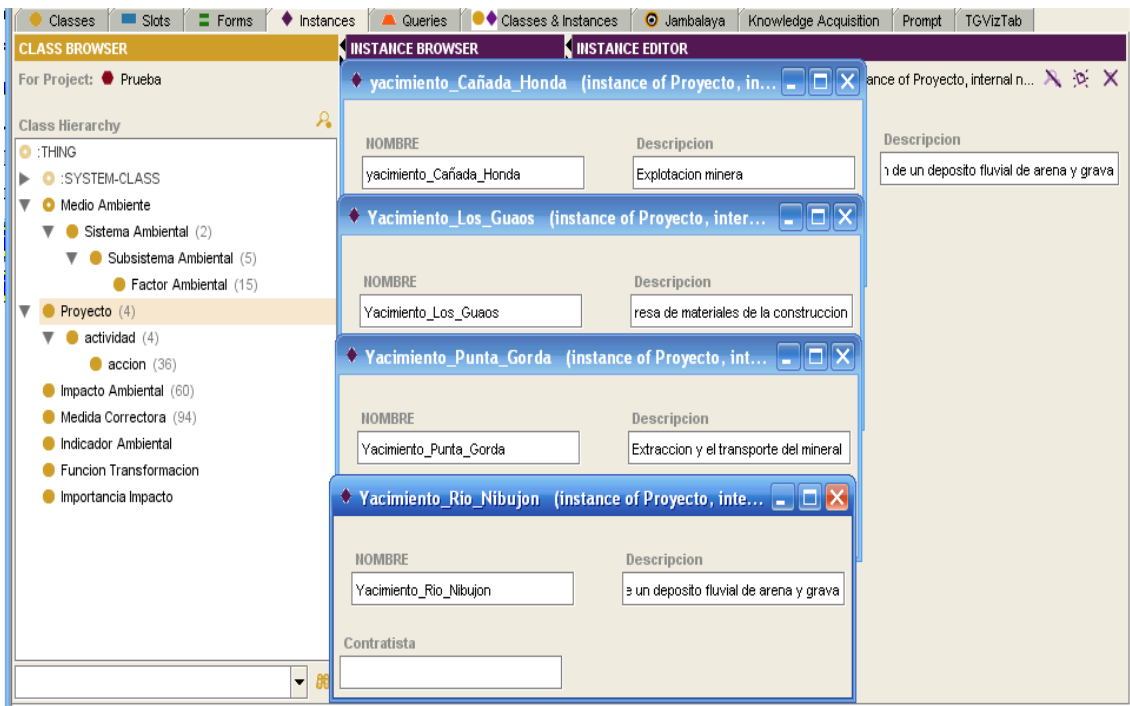 Classes Slots Forms Instances Queries Classes & Instances Jambalaya Knowledge Acquisition Prompt TGVizTab
CLASS BROWSER
For Project: Prueba
Class Hierarchy
:THING
:SYSTEM-CLASS
Medio Ambiente
Sistema Ambiental (2)
Subsistema Ambiental (5)
Factor Ambiental (15)
Proyecto (4)
actividad (4)
accion (36)
Impacto Ambiental (60)
Medida Correctora (94)
Indicador Ambiental
Funcion Transformacion
Importancia Impacto
INSTANCE BROWSER
INSTANCE EDITOR
yacimiento_Cañada_Honda (instance of Proyecto, in...
NOMBRE Descripcion
yacimiento_Cañada_Honda Explotacion minera
Yacimiento_Los_Guaos (instance of Proyecto, inter...
NOMBRE Descripcion
Yacimiento_Los_Guaos resa de materiales de la construccion
Yacimiento_Punta_Gorda (instance of Proyecto, int...
NOMBRE Descripcion
Yacimiento_Punta_Gorda Extraccion y el transporte del mineral
Yacimiento_Rio_Nibujon (instance of Proyecto, inte...
NOMBRE Descripcion
Yacimiento_Rio_Nibujon e un deposito fluvial de arena y grava
Contratista
nce of Proyecto, internal n...
Descripcion
de un deposito fluvial de arena y grava